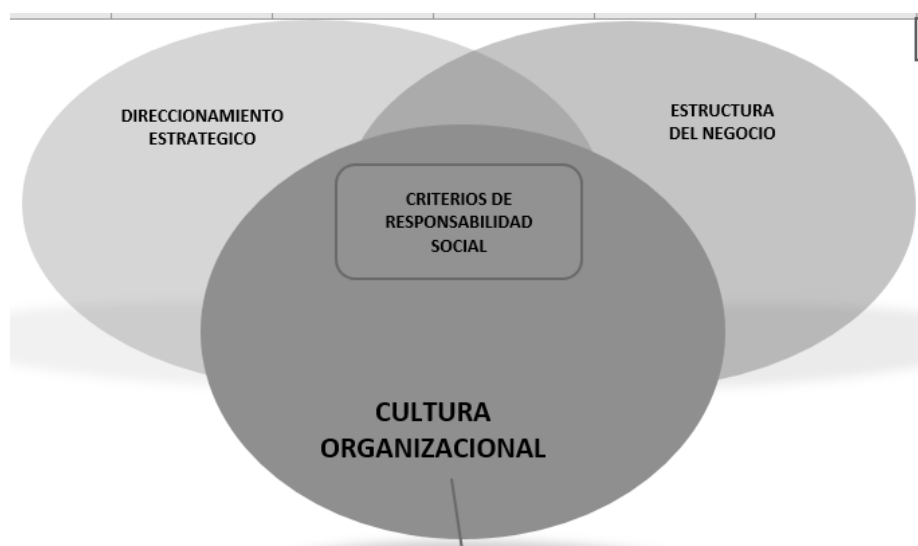 DIRECCIONAMIENTO
ESTRATEGICO
ESTRUCTURA
DEL NEGOCIO
CRITERIOS DE
RESPONSABILIDAD
SOCIAL
CULTURA
ORGANIZACIONAL